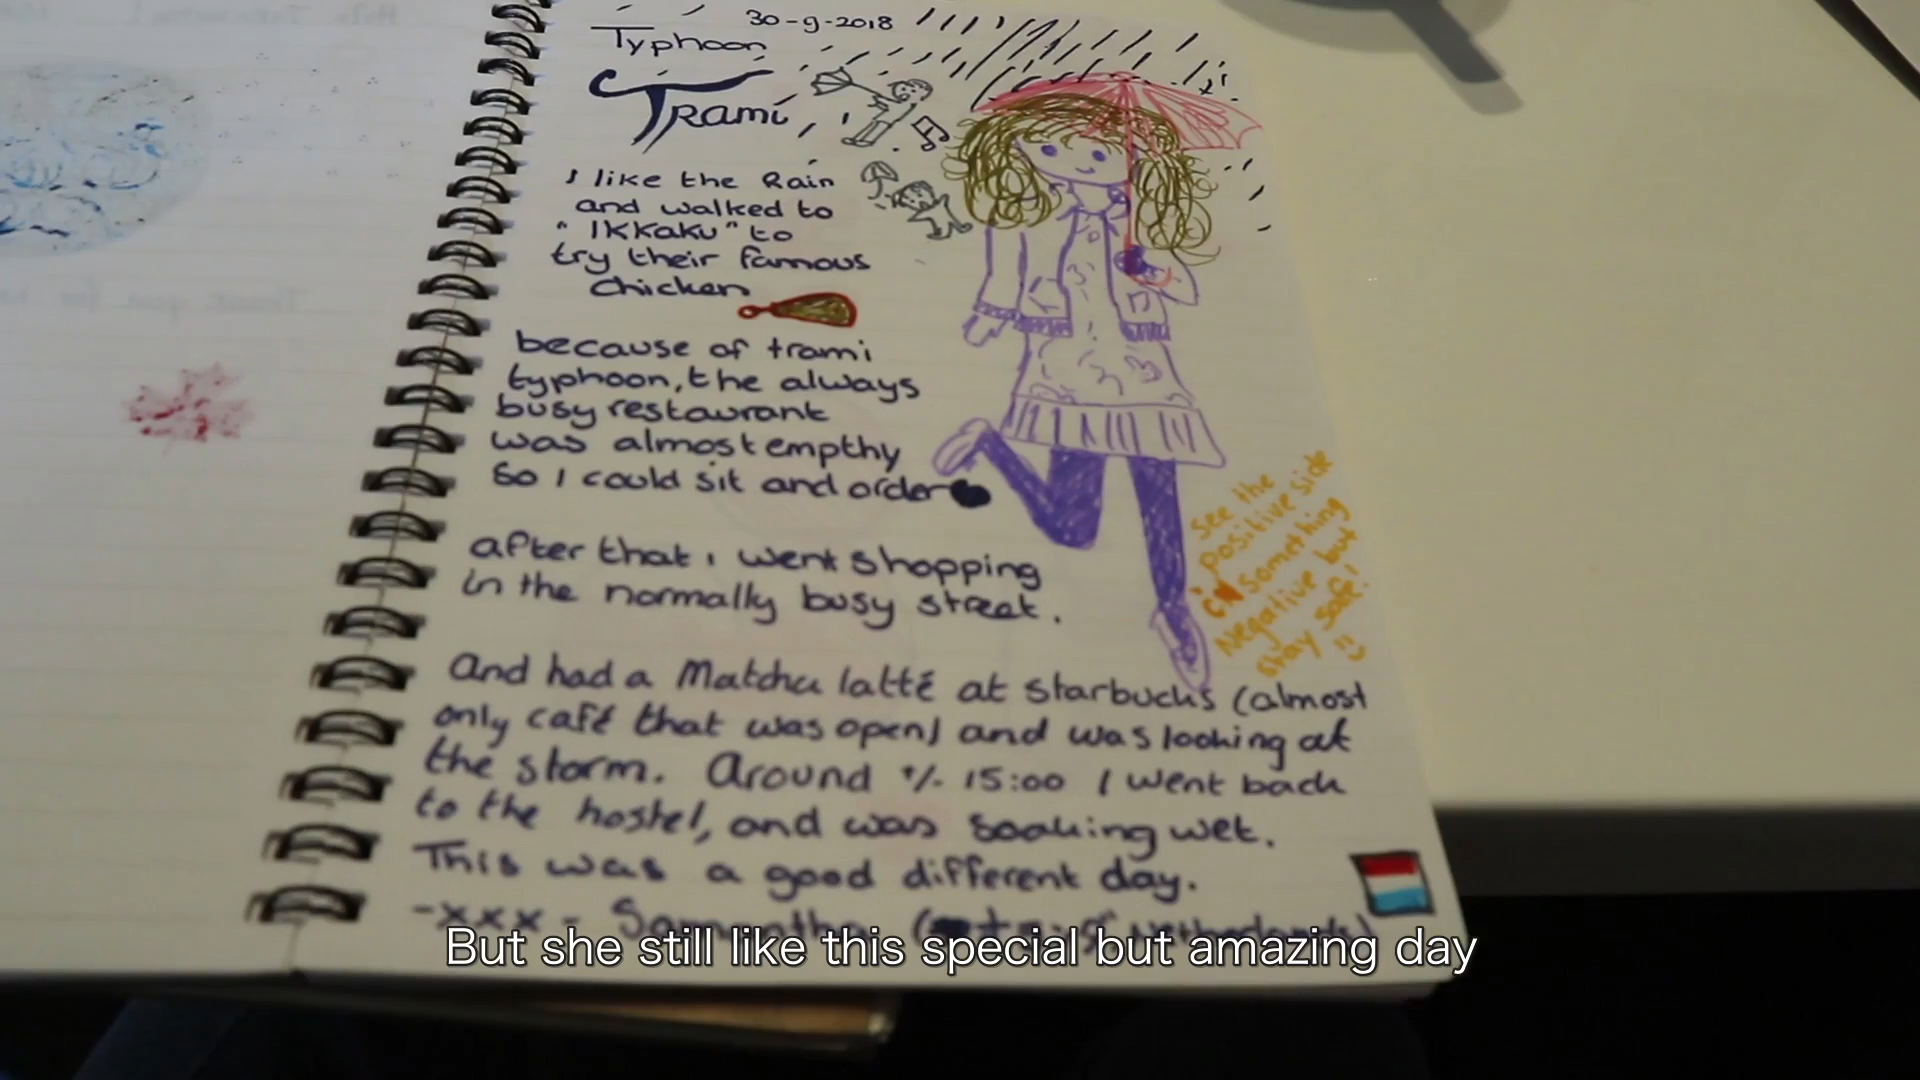 30-9-2018
Typhoon
Trami
I like the Rain
and walked to
"Ikkaku" to
try their famous
chicken
because of trami
typhoon, the always
busy restaurant
was almost empthy
So I could sit and order
after that I went shopping
in the normally busy street.
See the
positive side
in something
Negative but
stay safe!
And had a Matcha latté at starbucks (almost
only café that was open) and was looking at
the storm. Around +/- 15:00 I went back
to the hostel, and was soaking wet.
This was a good different day.
-xxx- Samantha
But she still like this special but amazing day